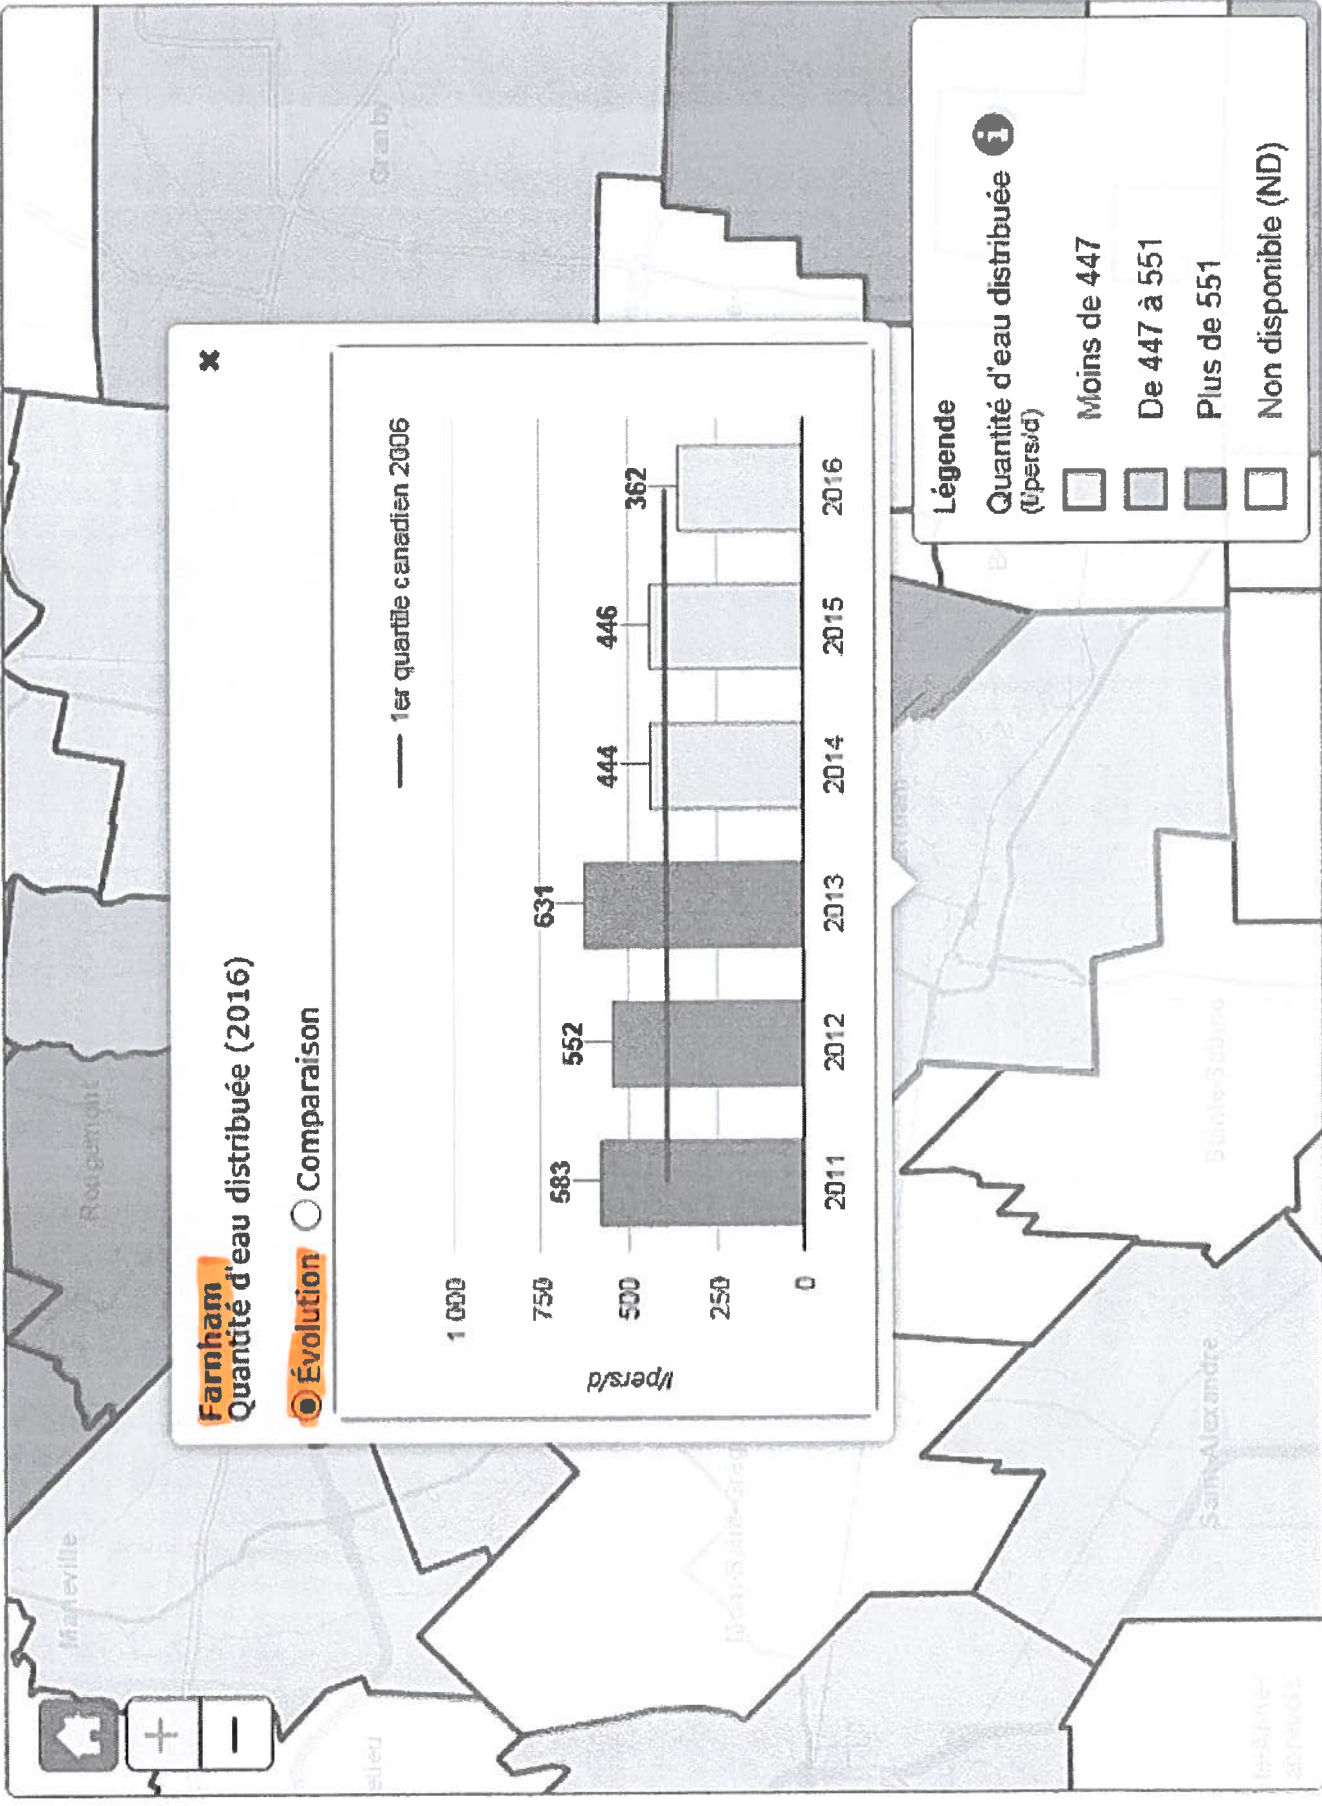 Farnham
Quantité d'eau distribuée (2016)
Évolution
Comparaison
1er quartile canadien 2006
l/pers/d
1 000
750
500
250
0
583
552
631
444
446
362
2011
2012
2013
2014
2015
2016
Légende
Quantité d'eau distribuée
(l/pers/d)
Moins de 447
De 447 à 551
Plus de 551
Non disponible (ND)
Marieville
Rougemont
Granby
Saint-Alexandre
Sainte-Sabine